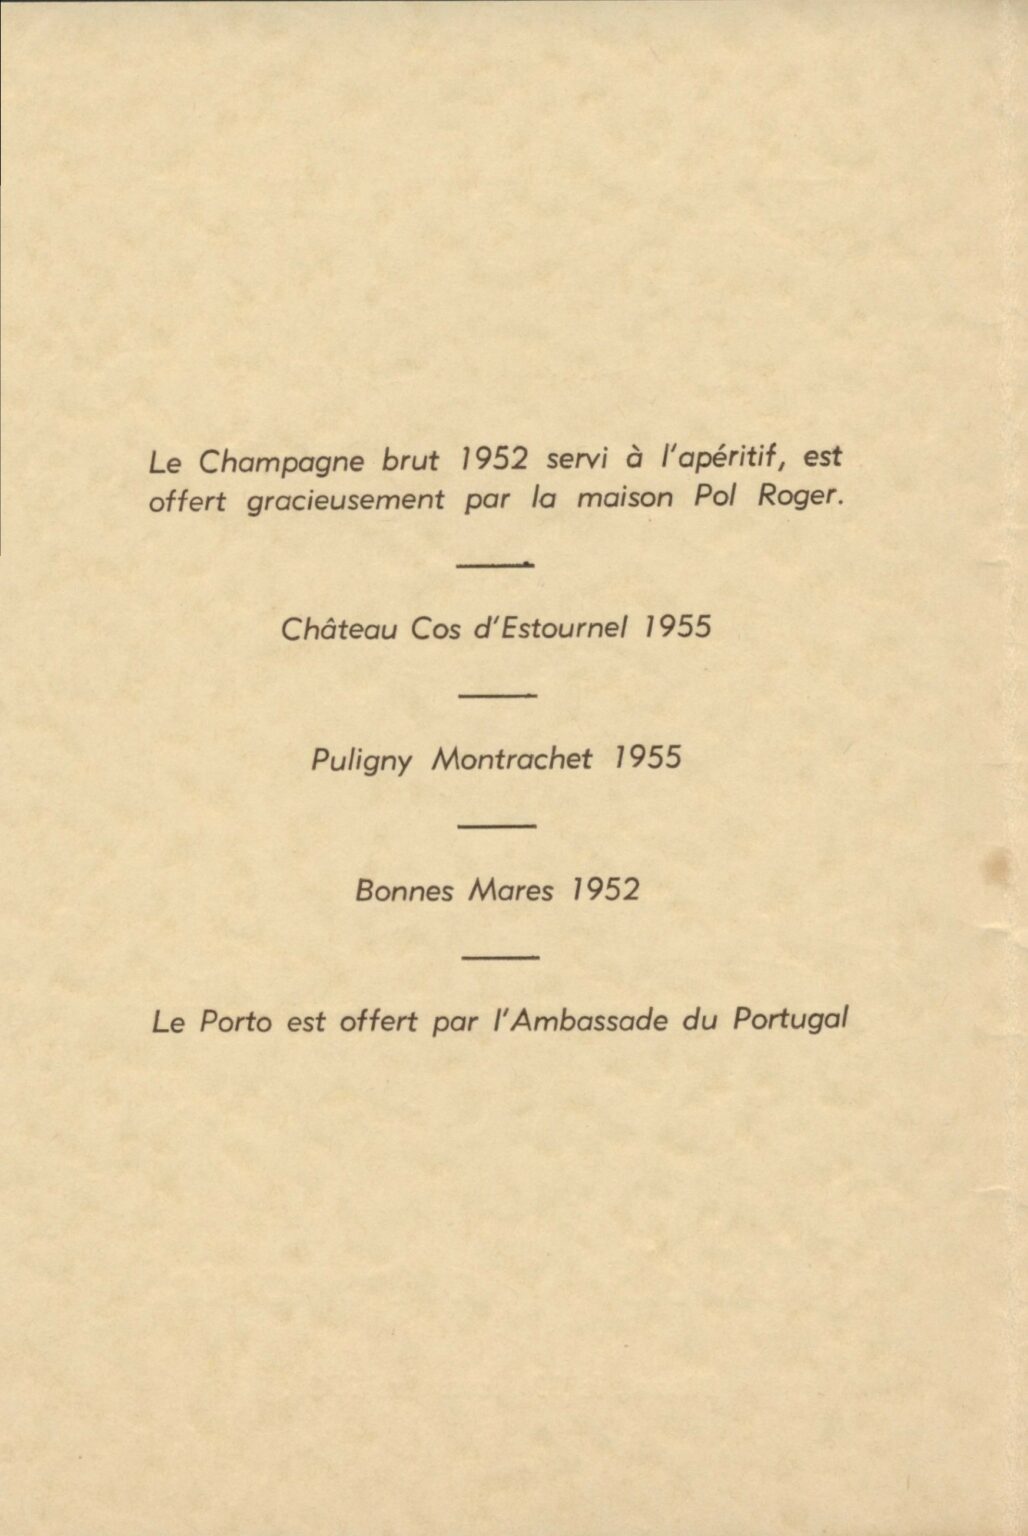 Le Champagne brut 1952 servi à l'apéritif, est
offert gracieusement par la maison Pol Roger.
Château Cos d'Estournel 1955
Puligny Montrachet 1955
Bonnes Mares 1952
Le Porto est offert par l'Ambassade du Portugal